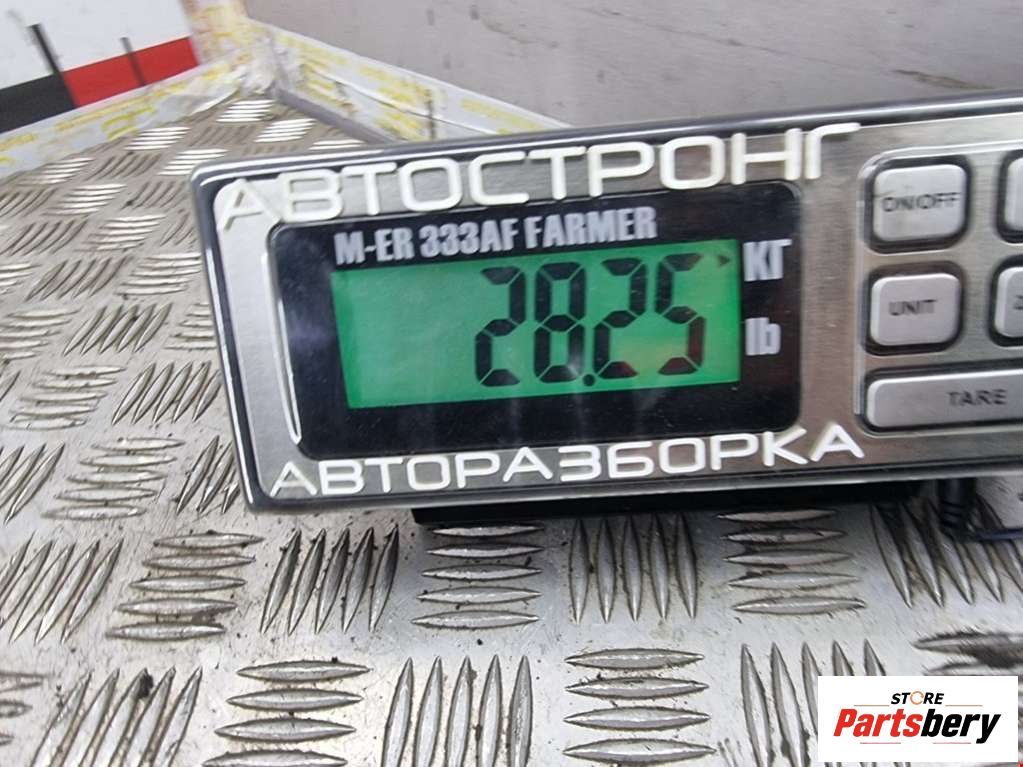 АВТОСТРОНГ
M-ER 333AF FARMER
28.25
КГ
lb
ON/OFF
UNIT
TARE
АВТОРАЗБОРКА
STORE
Partsbery